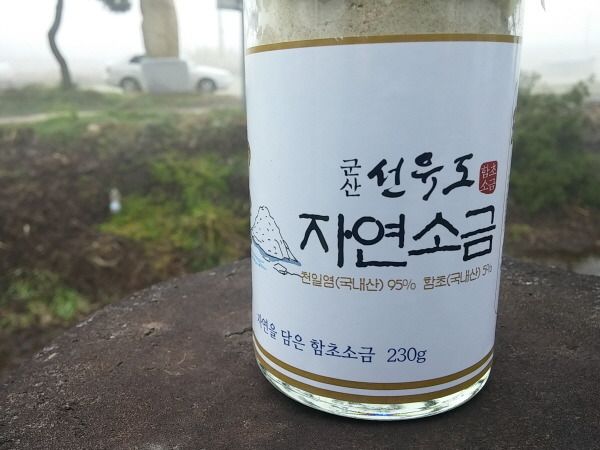 군산 선유도 함초소금
자연소금
천일염(국내산) 95% 함초(국내산) 5%
자연을 담은 함초소금 230g